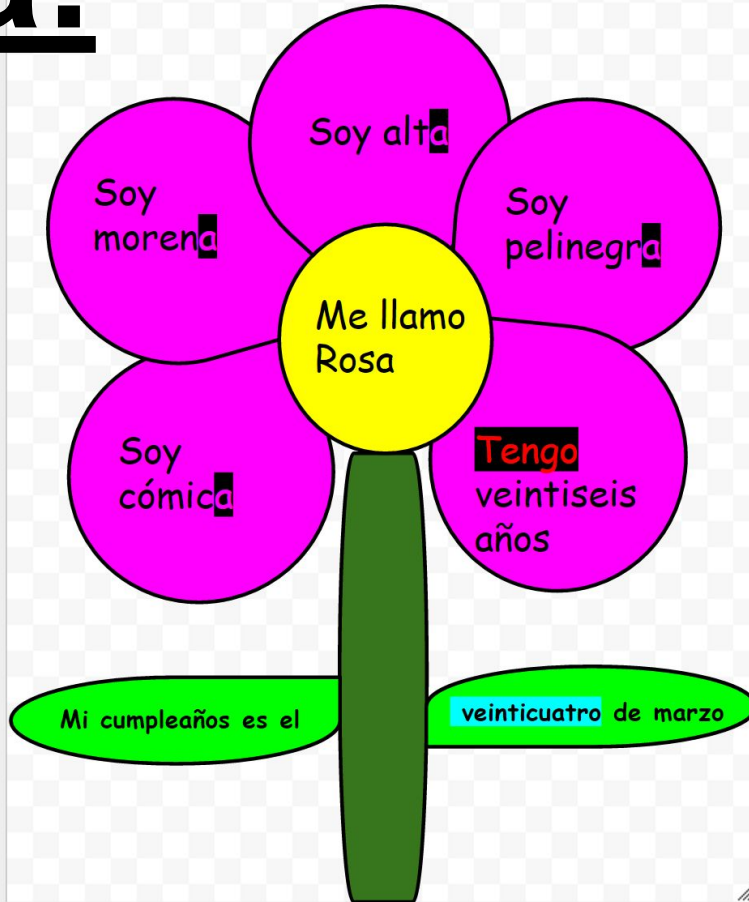 a.
Soy alta
Soy
morena
Soy
pelinegra
Me llamo
Rosa
Soy
cómica
Tengo
veintiseis
años
Mi cumpleaños es el
veinticuatro de marzo